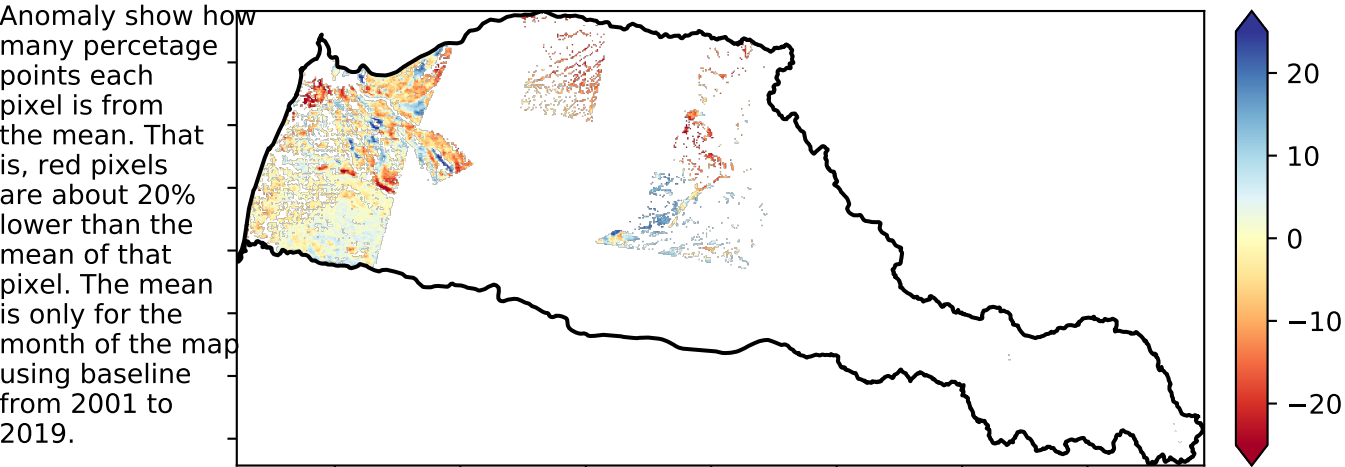 Anomaly show how
many percetage
points each
pixel is from
the mean. That
is, red pixels
are about 20%
lower than the
mean of that
pixel. The mean
is only for the
month of the map
using baseline
from 2001 to
2019.
20
10
0
−10
−20